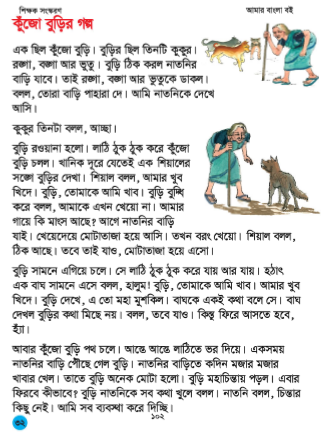 শিক্ষক সংস্করণ
আমার বাংলা বই
কুঁজো বুড়ির গল্প
এক ছিল কুঁজো বুড়ি। বুড়ির ছিল তিনটি কুকুর।
রঙ্গা, বঙ্গা আর ভুতু। বুড়ি ঠিক করল নাতনির
বাড়ি যাবে। তাই রঙ্গা, বঙ্গা আর ভুতুকে ডাকল।
বলল, তোরা বাড়ি পাহারা দে। আমি নাতনিকে দেখে
আসি।
কুকুর তিনটা বলল, আচ্ছা।
বুড়ি রওয়ানা হলো। লাঠি ঠুক ঠুক করে কুঁজো
বুড়ি চলল। খানিক দূরে যেতেই এক শিয়ালের
সঙ্গে বুড়ির দেখা। শিয়াল বলল, আমার খুব
খিদে। বুড়ি, তোমাকে আমি খাব। বুড়ি বুদ্ধি
করে বলল, আমাকে এখন খেয়ো না। আমার
গায়ে কি মাংস আছে? আগে নাতনির বাড়ি
যাই। খেয়েদেয়ে মোটাতাজা হয়ে আসি। তখন বরং খেয়ো। শিয়াল বলল,
ঠিক আছে। তবে তাই যাও, মোটাতাজা হয়ে এসো।
বুড়ি সামনে এগিয়ে চলে। সে লাঠি ঠুক ঠুক করে যায় আর যায়। হঠাৎ
এক বাঘ সামনে এসে বলল, হালুম! বুড়ি, তোমাকে আমি খাব। আমার খুব
খিদে। বুড়ি দেখে, এ তো মহা মুশকিল। বাঘকে একই কথা বলে সে। বাঘ
দেখল বুড়ির কথা মিছে নয়। বলল, তবে যাও। কিন্তু ফিরে আসতে হবে,
হ্যাঁ।
আবার কুঁজো বুড়ি পথ চলে। আস্তে আস্তে লাঠিতে ভর দিয়ে। একসময়
নাতনির বাড়ি পৌঁছে গেল বুড়ি। নাতনির বাড়িতে কদিন মজার মজার
খাবার খেল। তাতে বুড়ি অনেক মোটা হলো। বুড়ি মহাচিন্তায় পড়ল। এবার
ফিরবে কীভাবে? বুড়ি নাতনিকে সব কথা খুলে বলল। নাতনি বলল, চিন্তার
কিছু নেই। আমি সব ব্যবস্থা করে দিচ্ছি।
৩২
১০২